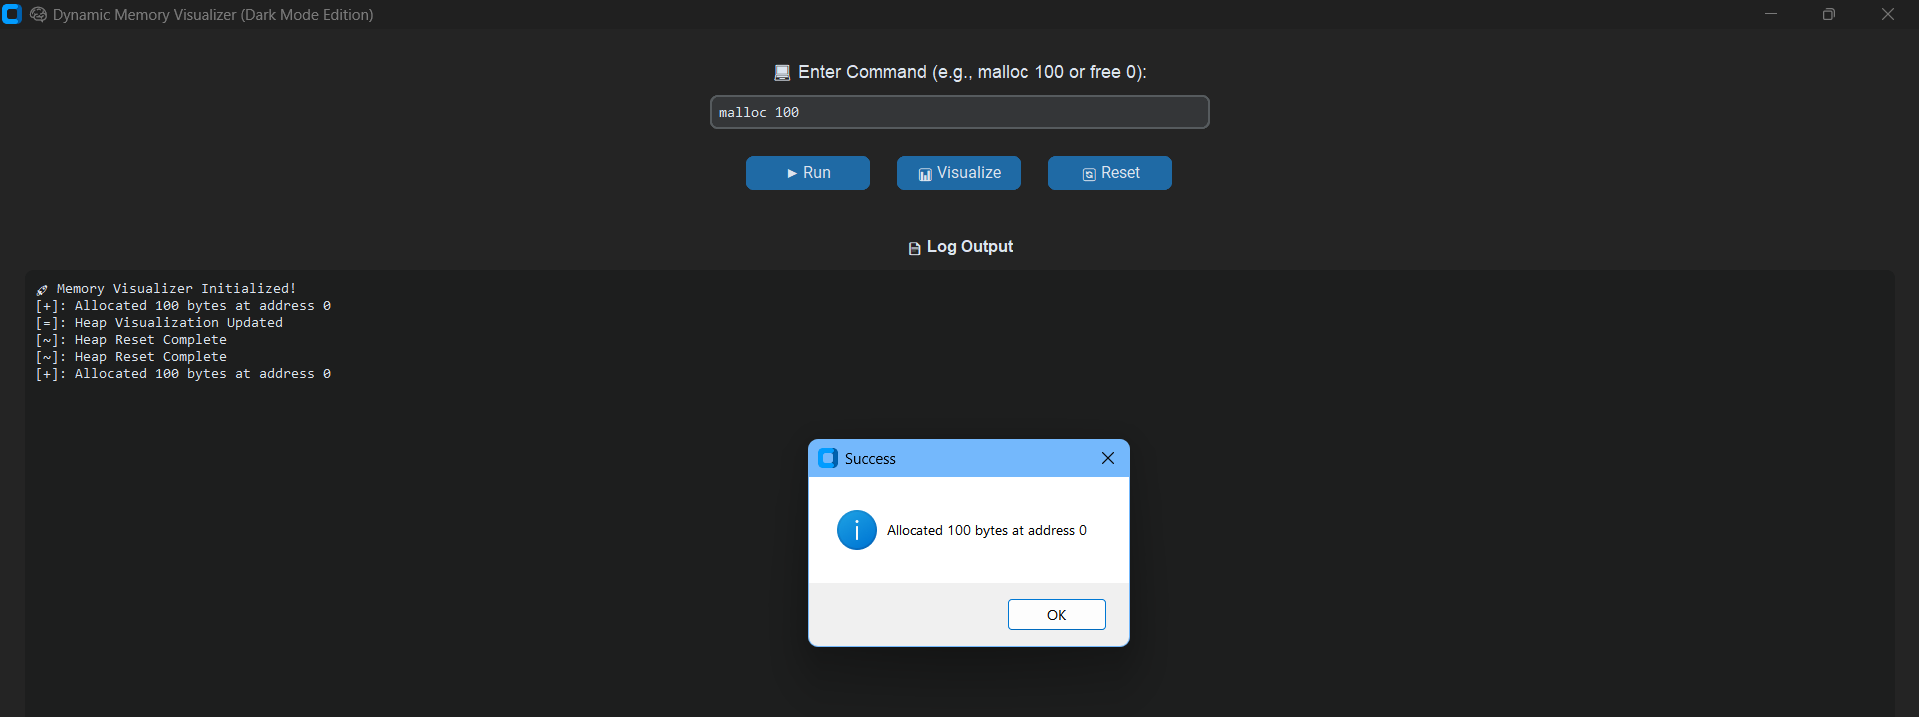 Dynamic Memory Visualizer (Dark Mode Edition)
Enter Command (e.g., malloc 100 or free 0):
malloc 100
Run
Visualize
Reset
Log Output
Memory Visualizer Initialized!
[+]: Allocated 100 bytes at address 0
[=]: Heap Visualization Updated
[~]: Heap Reset Complete
[~]: Heap Reset Complete
[+]: Allocated 100 bytes at address 0
Success
Allocated 100 bytes at address 0
OK